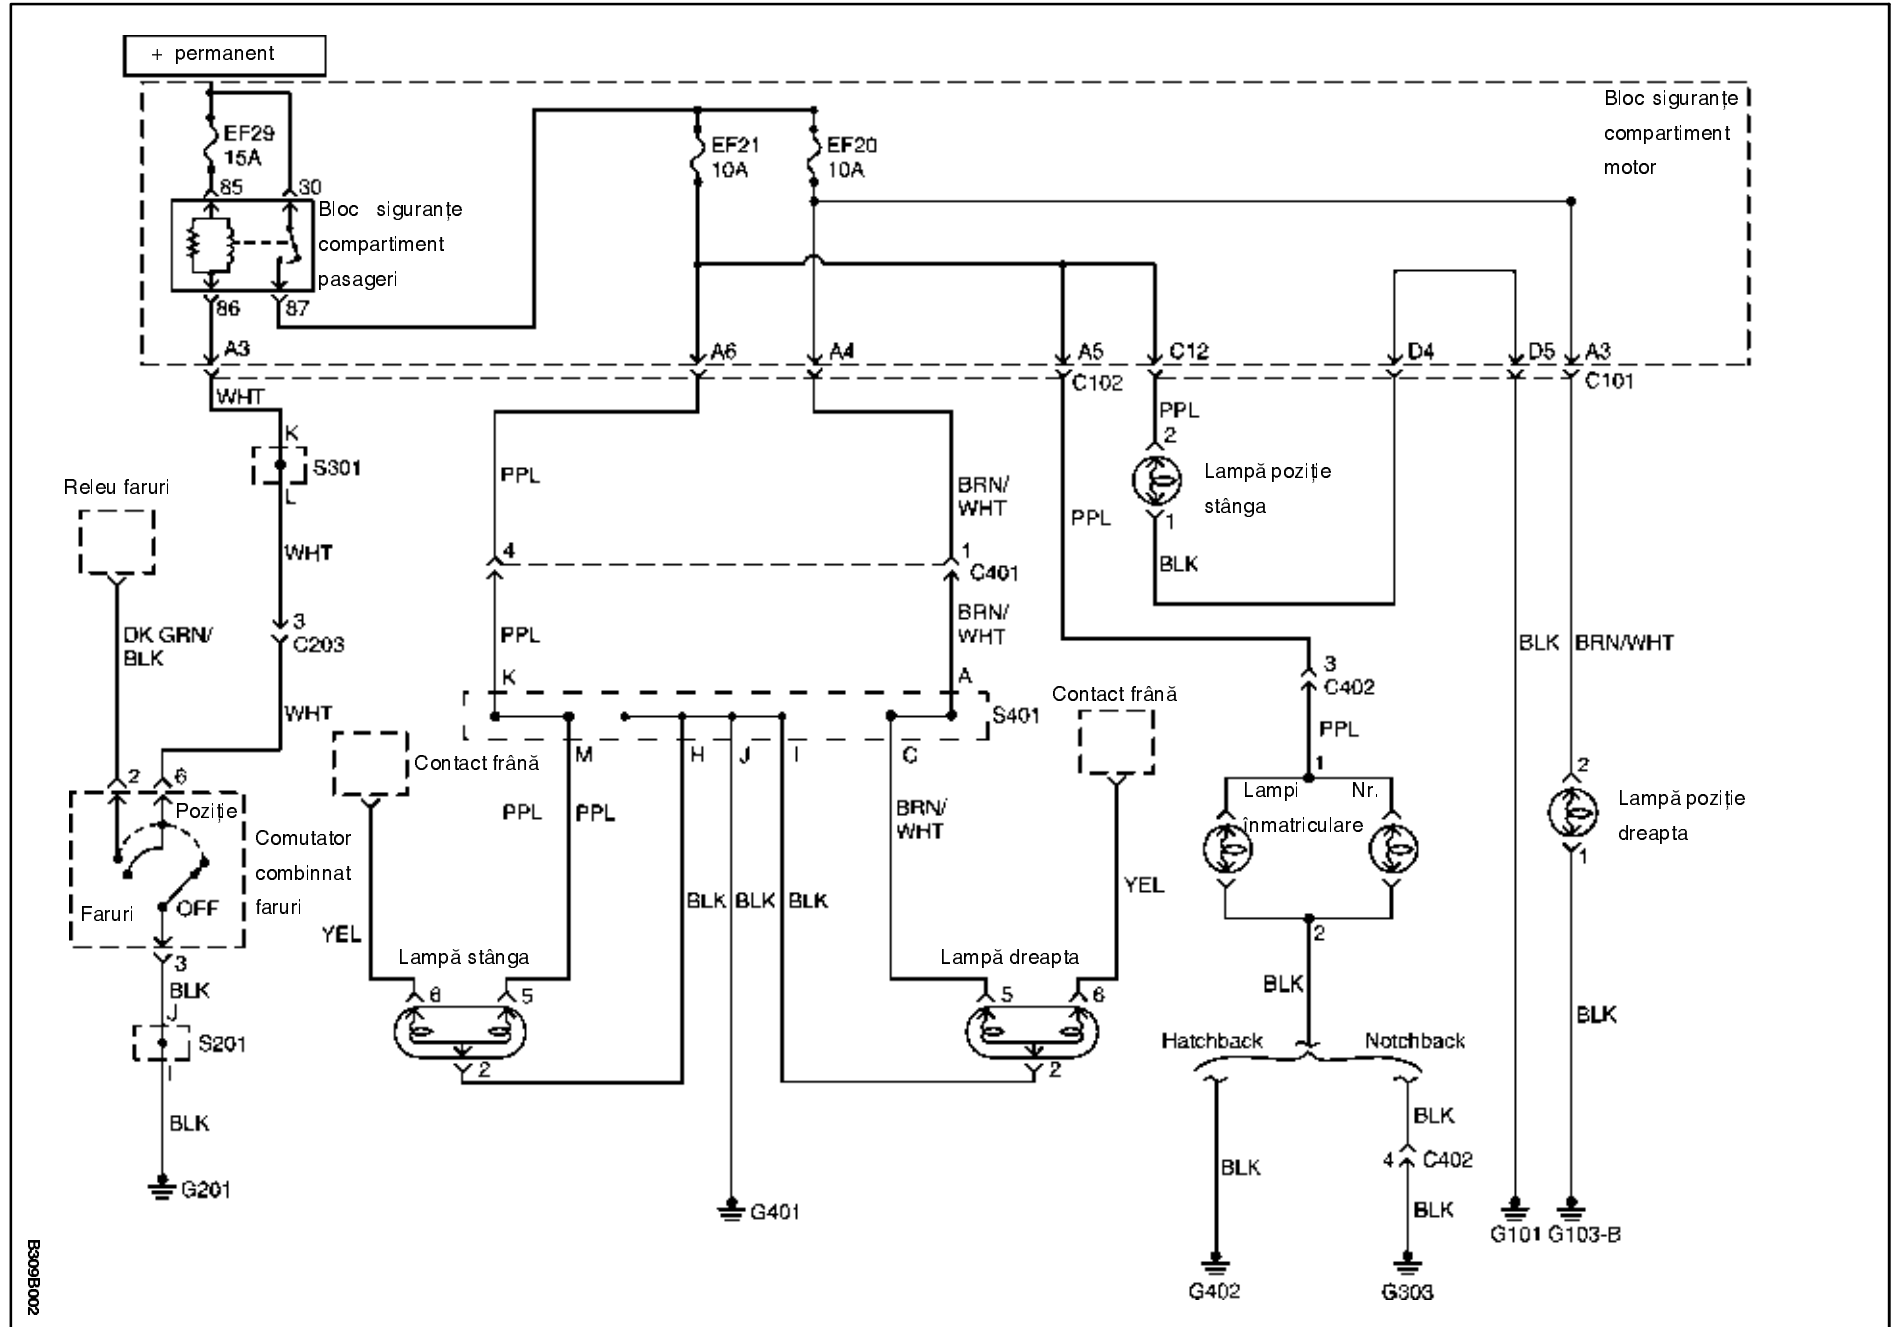 + permanent
Bloc siguranțe
compartiment
motor
EF29
15A
EF21
10A
EF20
10A
85
30
Bloc siguranțe
compartiment
pasageri
86
87
A3
A6
A4
A5
C12
D4
D5
A3
C102
C101
WHT
K
S301
L
PPL
2
Lampă poziție
stânga
1
BLK
Releu faruri
PPL
BRN/
WHT
PPL
WHT
4
1
C401
DK GRN/
BLK
3
C203
PPL
BRN/
WHT
BLK
BRN/WHT
K
A
3
C402
WHT
Contact frână
S401
PPL
Contact frână
M
H
J
I
C
1
2
6
Poziție
Comutator
combinnat
faruri
Faruri
OFF
PPL
PPL
BRN/
WHT
Lampi Nr.
înmatriculare
2
Lampă poziție
dreapta
1
YEL
BLK
BLK
BLK
YEL
2
3
BLK
J
S201
I
Lampă stânga
Lampă dreapta
6
5
5
6
2
2
BLK
BLK
Hatchback
Notchback
BLK
BLK
BLK
4
C402
BLK
G201
G401
G101
G103-B
G402
G303
B309B002